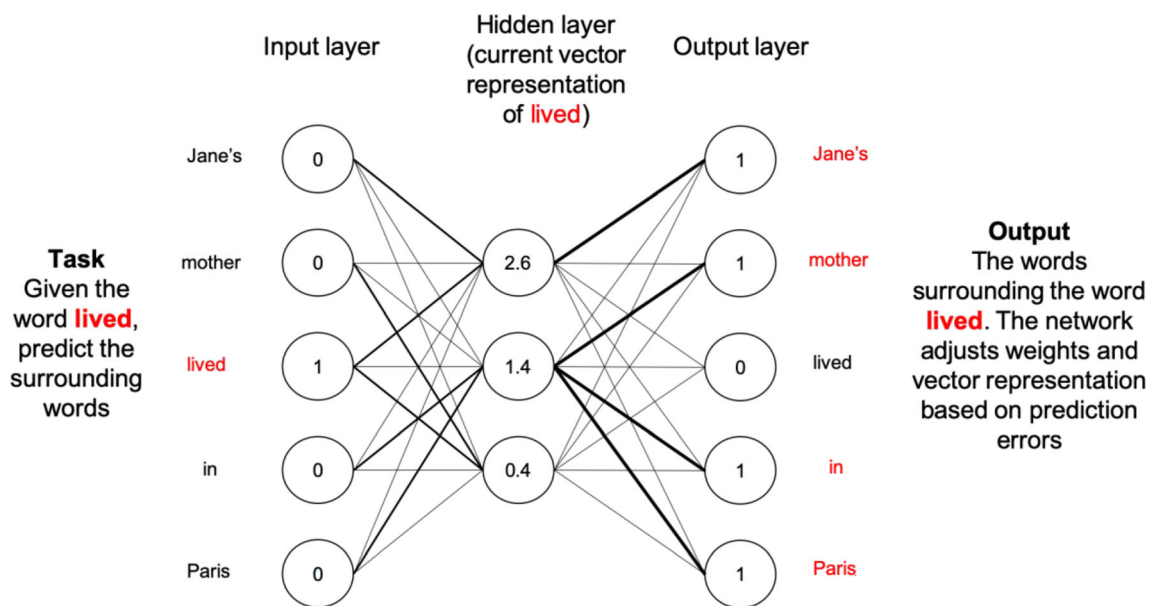 Input layer
Hidden layer
(current vector
representation
of lived)
Output layer
Task
Given the
word lived,
predict the
surrounding
words
Jane's
mother
lived
in
Paris
0
0
1
0
0
2.6
1.4
0.4
1
1
0
1
1
Jane's
mother
lived
in
Paris
Output
The words
surrounding the word
lived. The network
adjusts weights and
vector representation
based on prediction
errors